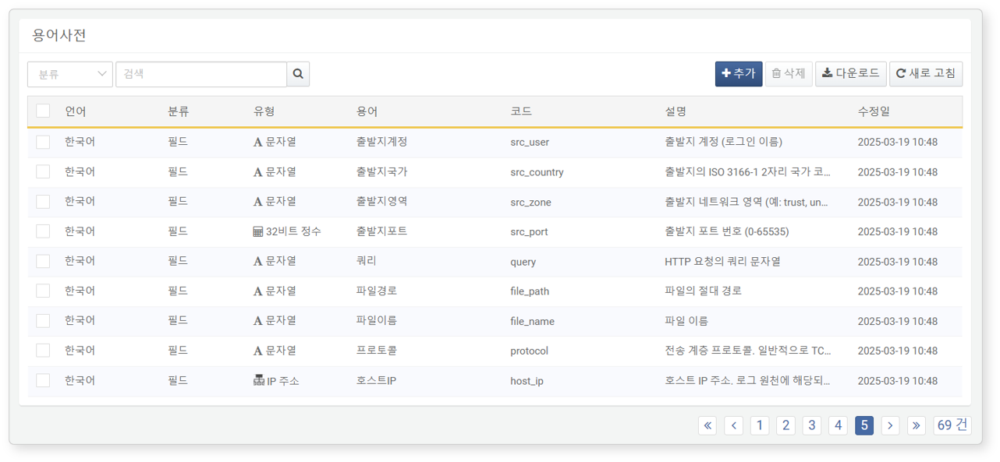 용어사전
분류 검색 추가 삭제 다운로드 새로 고침
언어 분류 유형 용어 코드 설명 수정일
한국어 필드 문자열 출발지계정 src_user 출발지 계정 (로그인 이름) 2025-03-19 10:48
한국어 필드 문자열 출발지국가 src_country 출발지의 ISO 3166-1 2자리 국가 코... 2025-03-19 10:48
한국어 필드 문자열 출발지영역 src_zone 출발지 네트워크 영역 (예: trust, un... 2025-03-19 10:48
한국어 필드 32비트 정수 출발지포트 src_port 출발지 포트 번호 (0-65535) 2025-03-19 10:48
한국어 필드 문자열 쿼리 query HTTP 요청의 쿼리 문자열 2025-03-19 10:48
한국어 필드 문자열 파일경로 file_path 파일의 절대 경로 2025-03-19 10:48
한국어 필드 문자열 파일이름 file_name 파일 이름 2025-03-19 10:48
한국어 필드 문자열 프로토콜 protocol 전송 계층 프로토콜. 일반적으로 TC... 2025-03-19 10:48
한국어 필드 IP 주소 호스트IP host_ip 호스트 IP 주소. 로그 원천에 해당되... 2025-03-19 10:48
« ‹ 1 2 3 4 5 › » 69 건